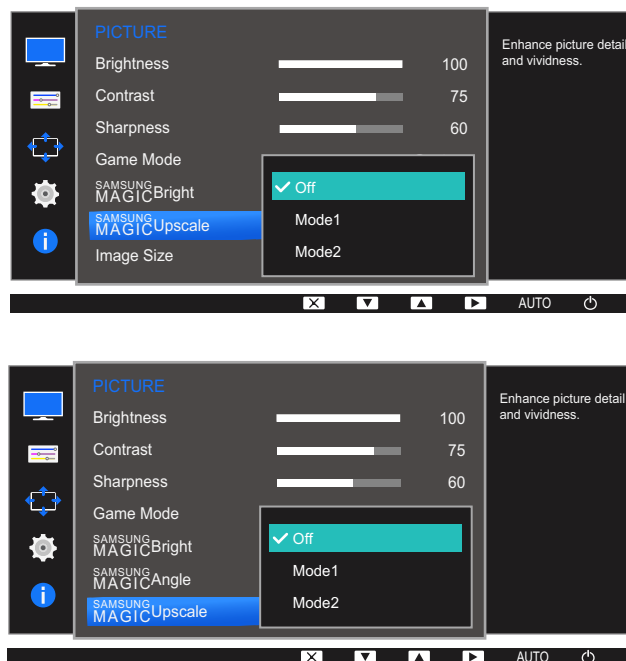 PICTURE
Brightness 100
Contrast 75
Sharpness 60
Game Mode
SAMSUNG
MAGICBright
SAMSUNG
MAGICUpscale
Image Size
Off
Mode1
Mode2
Enhance picture detail
and vividness.
AUTO
PICTURE
Brightness 100
Contrast 75
Sharpness 60
Game Mode
SAMSUNG
MAGICBright
SAMSUNG
MAGICAngle
SAMSUNG
MAGICUpscale
Off
Mode1
Mode2
Enhance picture detail
and vividness.
AUTO